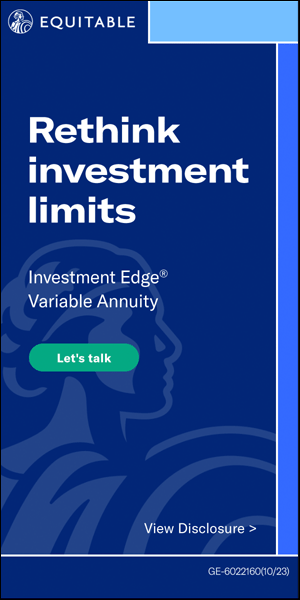 EQUITABLE
Rethink
investment
limits
Investment Edge®
Variable Annuity
Let's talk
View Disclosure >
GE-6022160(10/23)